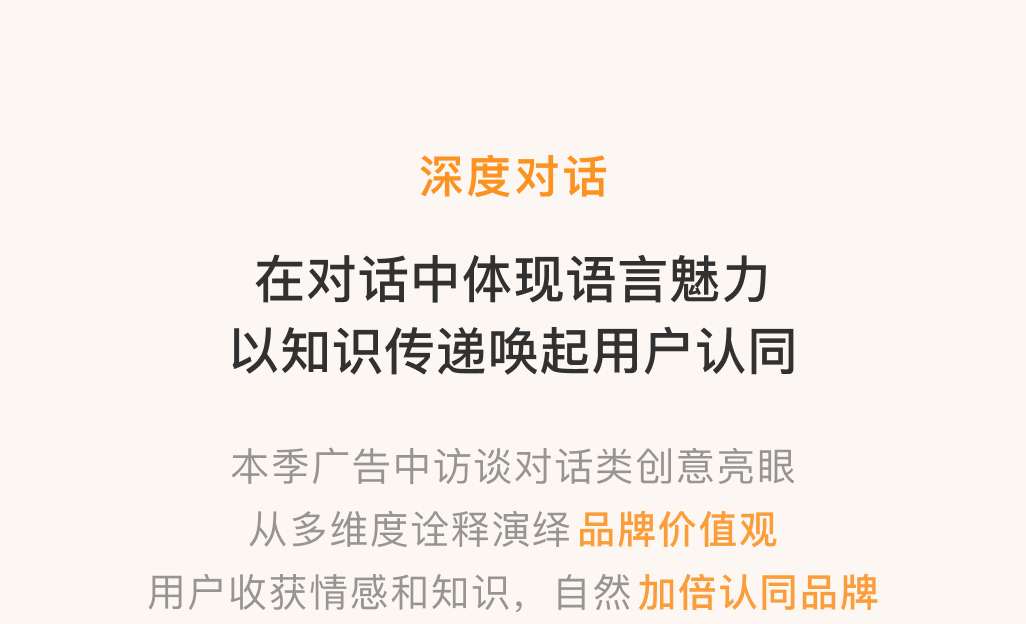 深度对话
在对话中体现语言魅力
以知识传递唤起用户认同
本季广告中访谈对话类创意亮眼
从多维度诠释演绎品牌价值观
用户收获情感和知识，自然加倍认同品牌